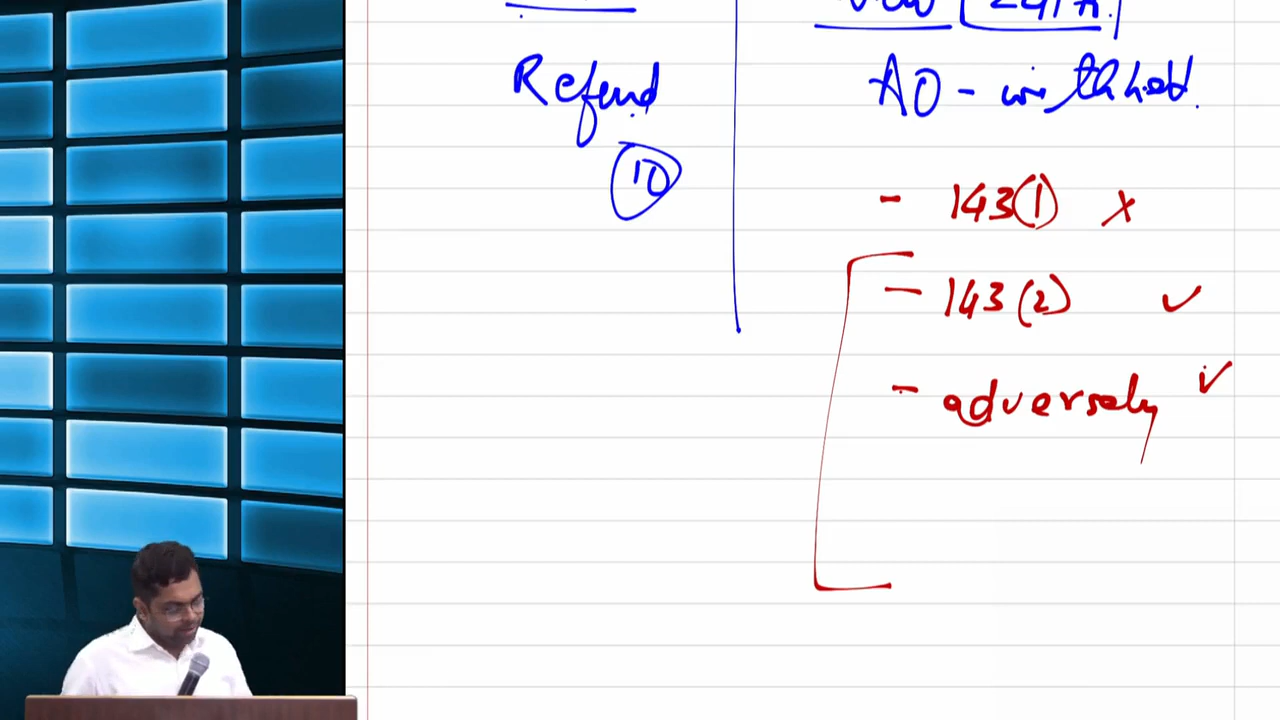 Refund
10
AO - withhold.
- 143(1) x
- 143(2) ✓
- adversely ✓